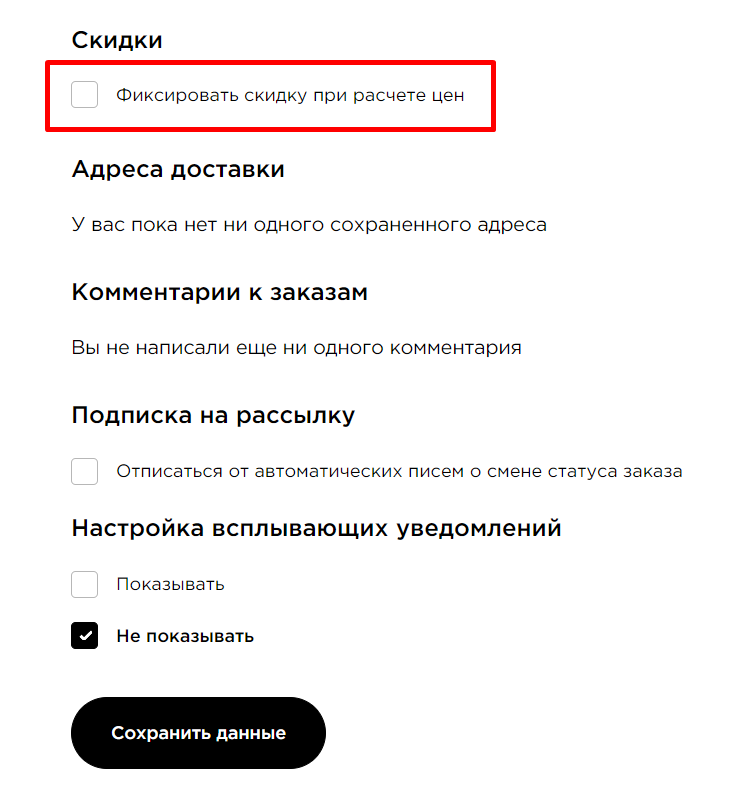 Скидки
Фиксировать скидку при расчете цен
Адреса доставки
У вас пока нет ни одного сохраненного адреса
Комментарии к заказам
Вы не написали еще ни одного комментария
Подписка на рассылку
Отписаться от автоматических писем о смене статуса заказа
Настройка всплывающих уведомлений
Показывать
Не показывать
Сохранить данные